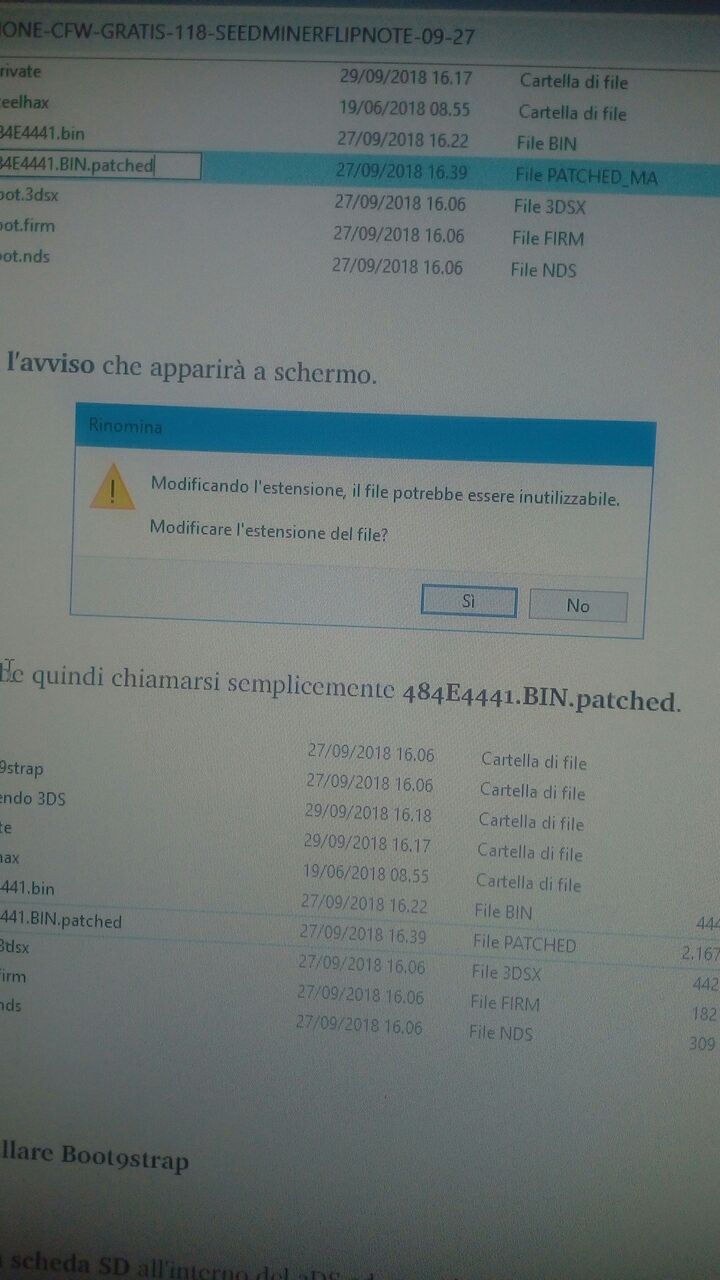 IONE-CFW-GRATIS-118-SEEDMINERFLIPNOTE-09-27
rivate 29/09/2018 16.17 Cartella di file
eelhax 19/06/2018 08.55 Cartella di file
84E4441.bin 27/09/2018 16.22 File BIN
84E4441.BIN.patched 27/09/2018 16.39 File PATCHED_MA
oot.3dsx 27/09/2018 16.06 File 3DSX
oot.firm 27/09/2018 16.06 File FIRM
oot.nds 27/09/2018 16.06 File NDS
l'avviso che apparirà a schermo.
Rinomina
Modificando l'estensione, il file potrebbe essere inutilizzabile.
Modificare l'estensione del file?
Sì No
quindi chiamarsi semplicemente 484E4441.BIN.patched.
27/09/2018 16.06 Cartella di file
9strap 27/09/2018 16.06 Cartella di file
endo 3DS 29/09/2018 16.18 Cartella di file
te 29/09/2018 16.17 Cartella di file
ax 19/06/2018 08.55 Cartella di file
441.bin 27/09/2018 16.22 File BIN 444
441.BIN.patched 27/09/2018 16.39 File PATCHED 2.167
3dsx 27/09/2018 16.06 File 3DSX 442
firm 27/09/2018 16.06 File FIRM 182
nds 27/09/2018 16.06 File NDS 309
llare Boot9strap
scheda SD all'interno del